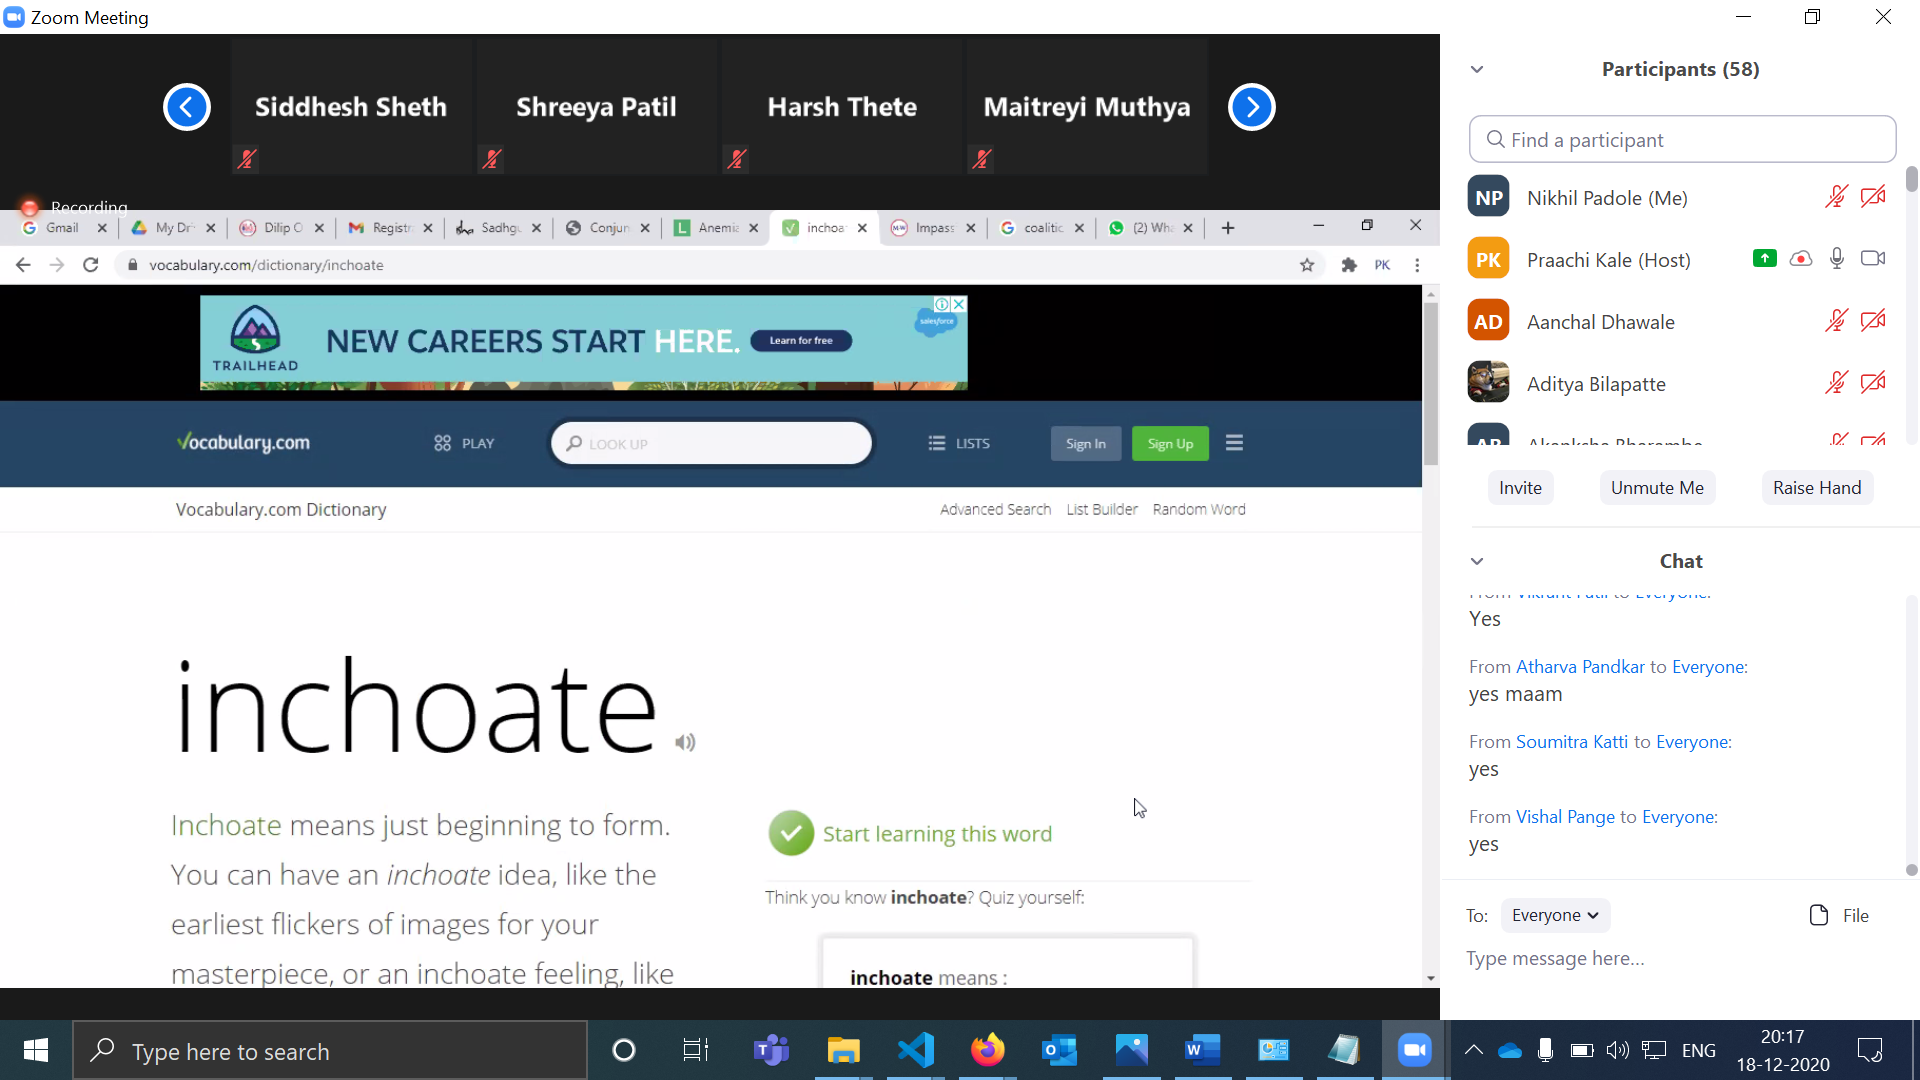 Zoom Meeting
Siddhesh Sheth
Shreeya Patil
Harsh Thete
Maitreyi Muthya
Recording
Gmail
My Dr
Dilip O
Registr
Sadhgu
Conjun
Anemia
inchoa
Impass
coalitic
(2) Wha
vocabulary.com/dictionary/inchoate
PK
TRAILHEAD
NEW CAREERS START HERE.
Learn for free
salesforce
Vocabulary.com
PLAY
LOOK UP
LISTS
Sign In
Sign Up
Vocabulary.com Dictionary
Advanced Search
List Builder
Random Word
inchoate
Inchoate means just beginning to form.
You can have an inchoate idea, like the
earliest flickers of images for your
masterpiece, or an inchoate feeling, like
Start learning this word
Think you know inchoate? Quiz yourself:
inchoate means :
Participants (58)
Find a participant
NP Nikhil Padole (Me)
PK Praachi Kale (Host)
AD Aanchal Dhawale
Aditya Bilapatte
Invite
Unmute Me
Raise Hand
Chat
From Vikrant Patil to Everyone:
Yes
From Atharva Pandkar to Everyone:
yes maam
From Soumitra Katti to Everyone:
yes
From Vishal Pange to Everyone:
yes
To: Everyone
File
Type message here...
Type here to search
ENG
20:17
18-12-2020